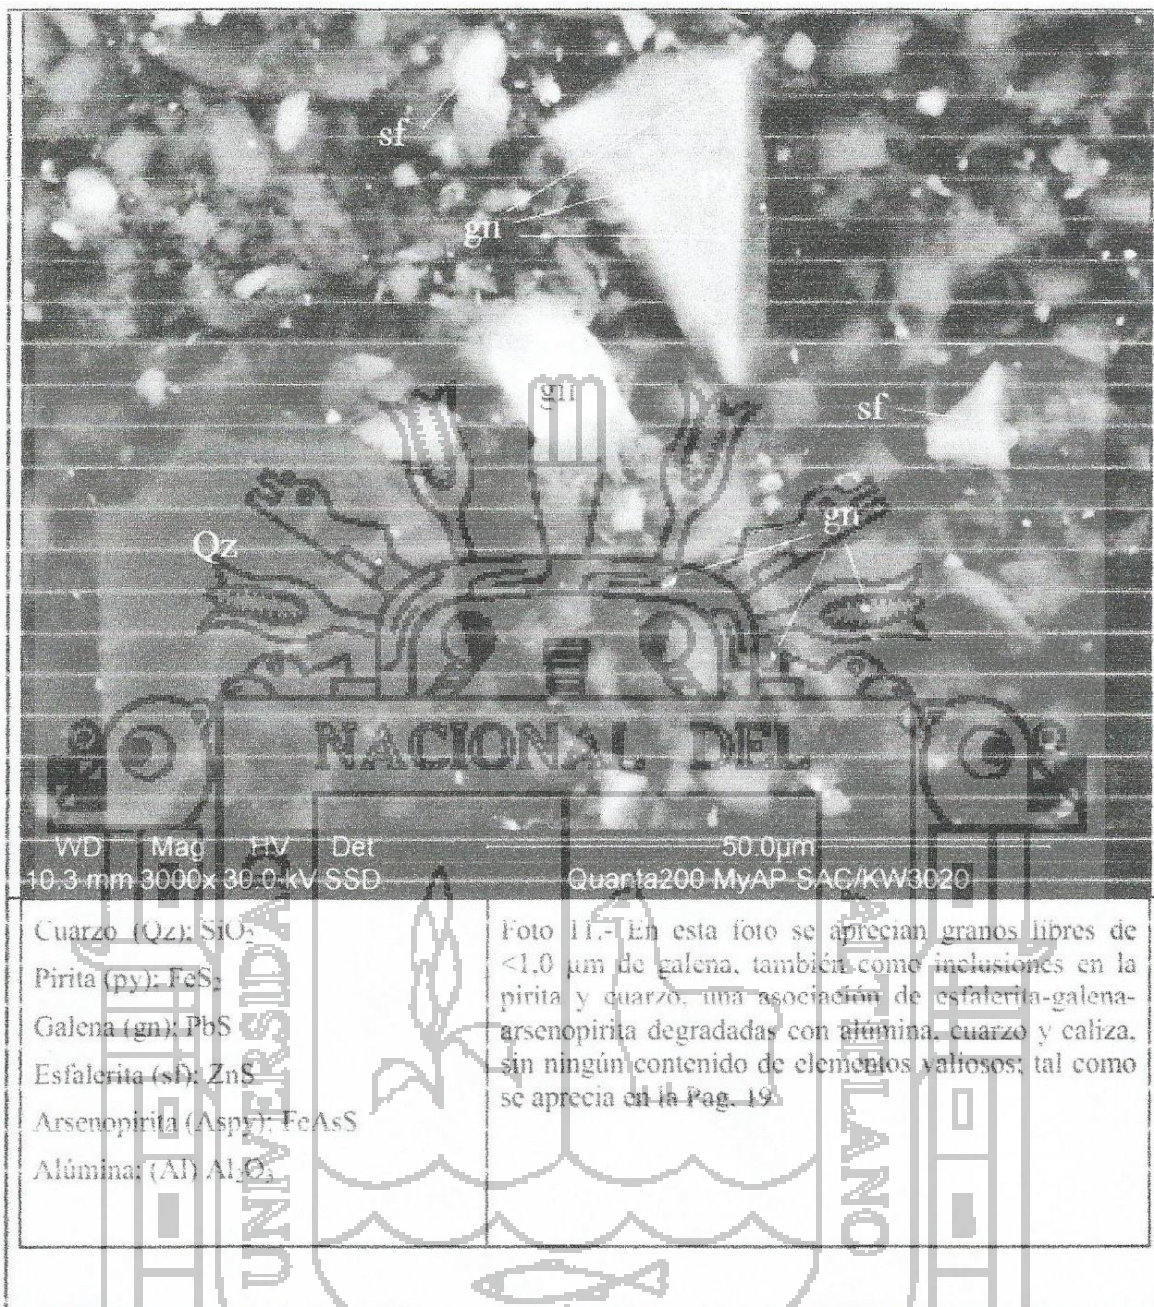 sf
gn
gn
sf
gn
Qz
NACIONAL DEL
WD Mag HV Det 50.0µm
10.3 mm 3000x 30.0 kV SSD Quanta200 MyAP SAC/KW3020
Cuarzo (Qz): SiO₂
Pirita (py): FeS₂
Galena (gn): PbS
Esfalerita (sf): ZnS
Arsenopirita (Aspy): FeAsS
Alúmina: (Al) Al₂O₃
Foto 11.- En esta foto se aprecian granos libres de
<1,0 µm de galena, también como inclusiones en la
pirita y cuarzo, una asociación de esfalerita-galena-
arsenopirita degradadas con alúmina, cuarzo y caliza,
sin ningún contenido de elementos valiosos; tal como
se aprecia en la Pag. 19
UNIVERSIDA
ALTIPLANO